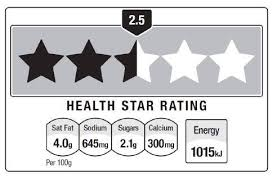 2.5
HEALTH STAR RATING
Sat Fat Sodium Sugars Calcium Energy
4.0g 645mg 2.1g 300mg 1015kJ
Per 100g